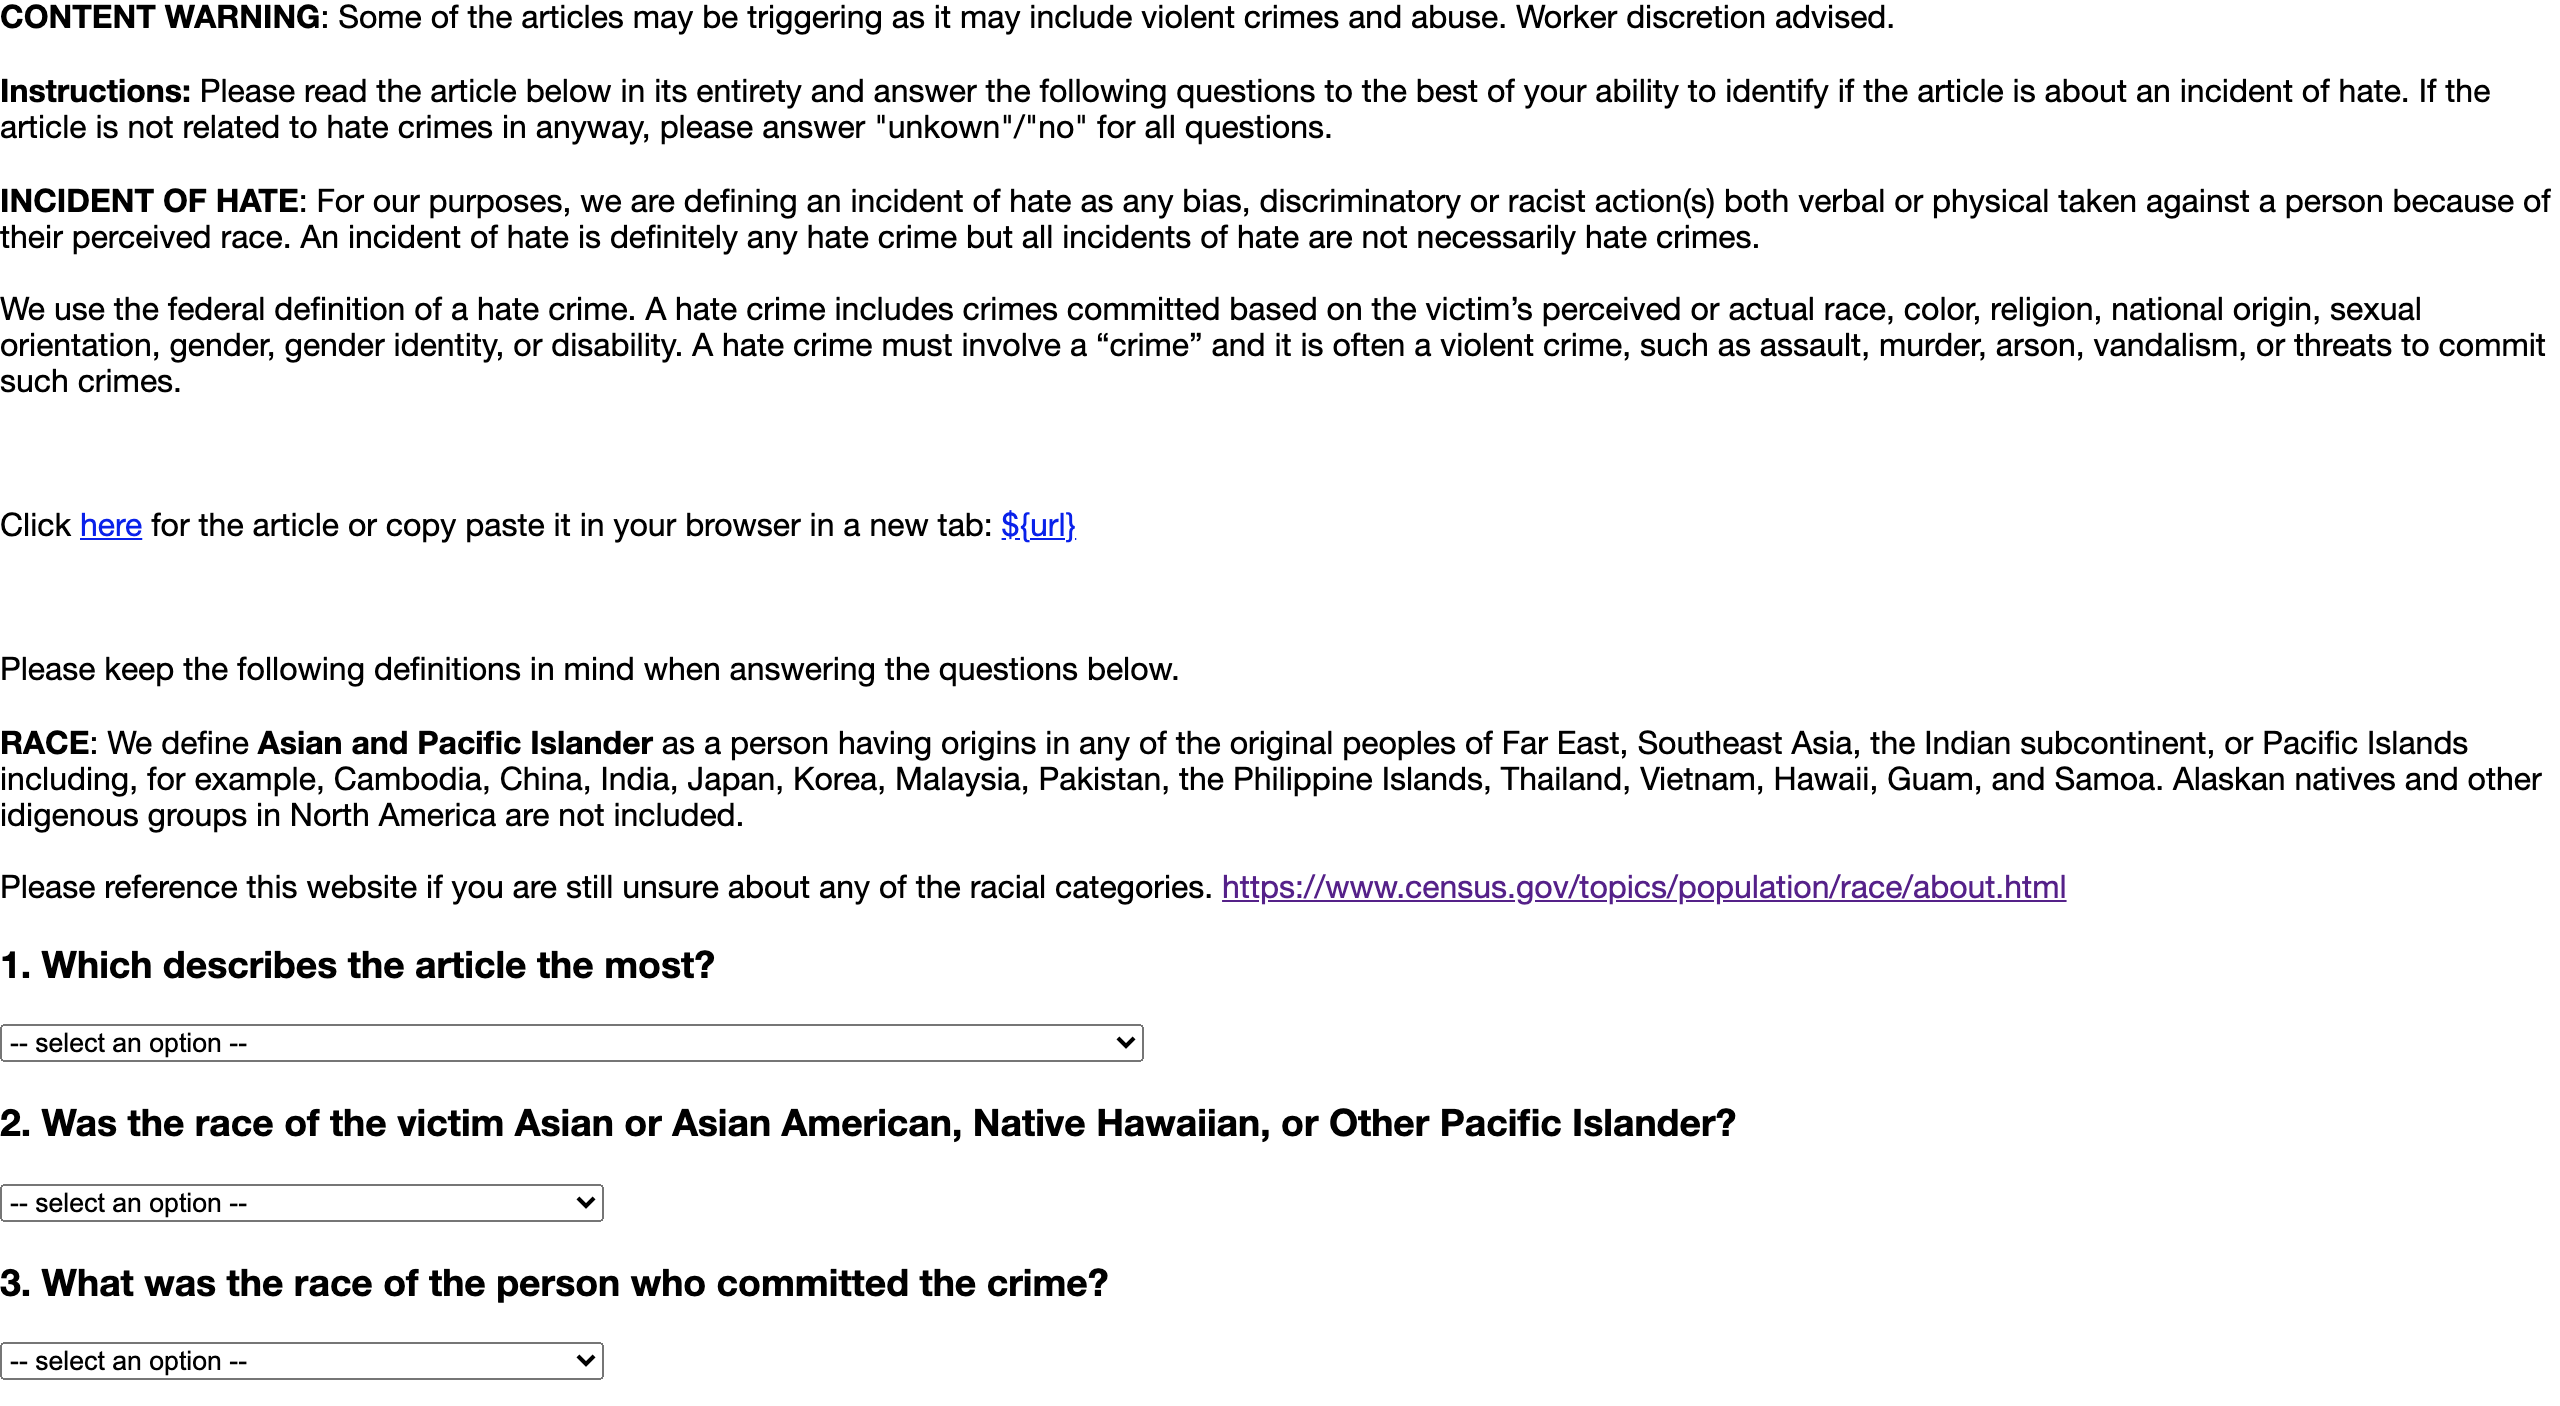 CONTENT WARNING: Some of the articles may be triggering as it may include violent crimes and abuse. Worker discretion advised.
Instructions: Please read the article below in its entirety and answer the following questions to the best of your ability to identify if the article is about an incident of hate. If the
article is not related to hate crimes in anyway, please answer "unkown"/"no" for all questions.
INCIDENT OF HATE: For our purposes, we are defining an incident of hate as any bias, discriminatory or racist action(s) both verbal or physical taken against a person because of
their perceived race. An incident of hate is definitely any hate crime but all incidents of hate are not necessarily hate crimes.
We use the federal definition of a hate crime. A hate crime includes crimes committed based on the victim’s perceived or actual race, color, religion, national origin, sexual
orientation, gender, gender identity, or disability. A hate crime must involve a “crime” and it is often a violent crime, such as assault, murder, arson, vandalism, or threats to commit
such crimes.
Click here for the article or copy paste it in your browser in a new tab: ${url}
Please keep the following definitions in mind when answering the questions below.
RACE: We define Asian and Pacific Islander as a person having origins in any of the original peoples of Far East, Southeast Asia, the Indian subcontinent, or Pacific Islands
including, for example, Cambodia, China, India, Japan, Korea, Malaysia, Pakistan, the Philippine Islands, Thailand, Vietnam, Hawaii, Guam, and Samoa. Alaskan natives and other
idigenous groups in North America are not included.
Please reference this website if you are still unsure about any of the racial categories. https://www.census.gov/topics/population/race/about.html
1. Which describes the article the most?
-- select an option --
2. Was the race of the victim Asian or Asian American, Native Hawaiian, or Other Pacific Islander?
-- select an option --
3. What was the race of the person who committed the crime?
-- select an option --